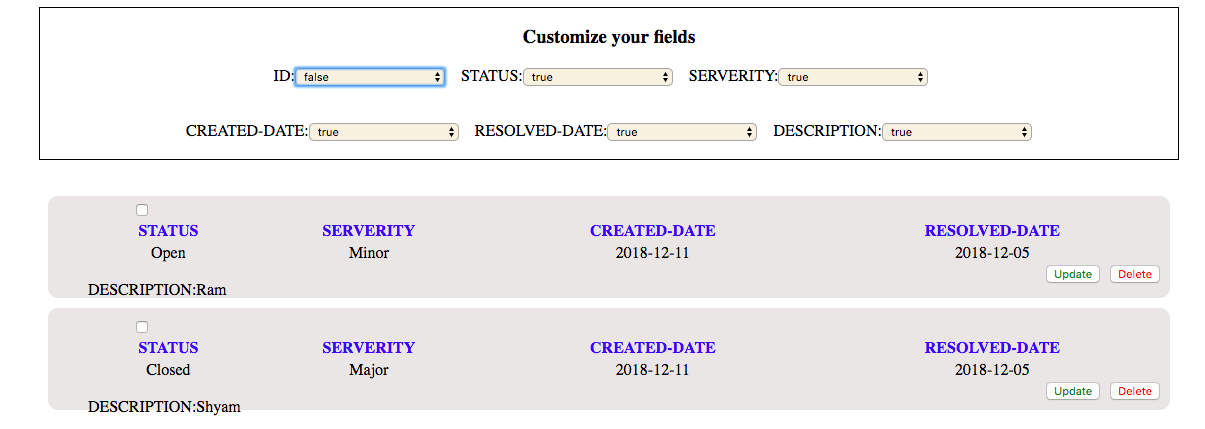 Customize your fields
ID: false STATUS: true SERVERITY: true
CREATED-DATE: true RESOLVED-DATE: true DESCRIPTION: true
STATUS SERVERITY CREATED-DATE RESOLVED-DATE
Open Minor 2018-12-11 2018-12-05
Update Delete
DESCRIPTION:Ram
STATUS SERVERITY CREATED-DATE RESOLVED-DATE
Closed Major 2018-12-11 2018-12-05
Update Delete
DESCRIPTION:Shyam